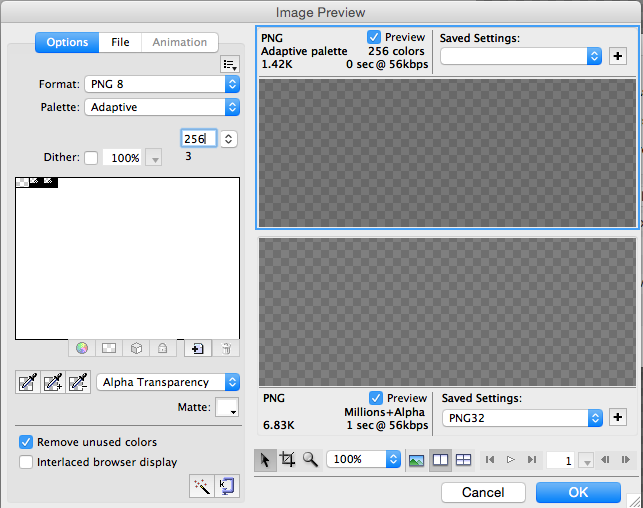 Image Preview
Options File Animation
Format: PNG 8
Palette: Adaptive
256
Dither: 100% 3
Alpha Transparency
Matte:
Remove unused colors
Interlaced browser display
PNG Preview Saved Settings:
Adaptive palette 256 colors
1.42K 0 sec @ 56kbps
PNG Preview Saved Settings:
Millions+Alpha PNG32
6.83K 1 sec @ 56kbps
100% 1
Cancel OK